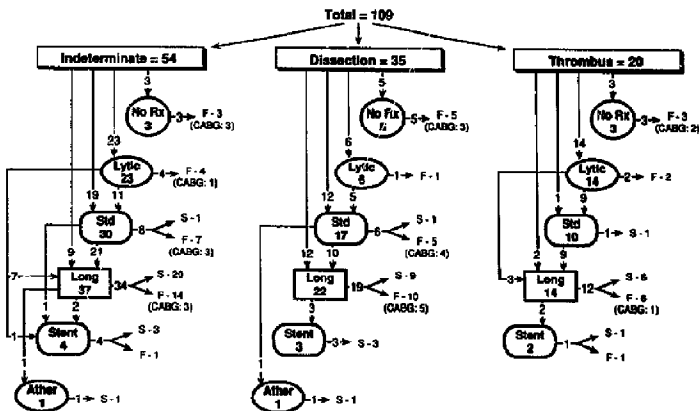 Total = 109
Indeterminate = 54
Dissection = 35
Thrombus = 20
3
5
3
No Rx
3
3
F - 3
(CABG: 3)
No Rx
5
5
F - 5
(CABG: 3)
No Rx
3
3
F - 3
(CABG: 2)
23
6
14
Lytic
23
4
F - 4
(CABG: 1)
Lytic
6
1
F - 1
Lytic
14
2
F - 2
19
11
12
5
1
9
Std
30
8
S - 1
F - 7
(CABG: 3)
Std
17
6
S - 1
F - 5
(CABG: 4)
Std
10
1
S - 1
9
21
12
10
2
9
7
Long
37
34
S - 20
F - 14
(CABG: 3)
Long
22
19
S - 9
F - 10
(CABG: 5)
3
Long
14
12
S - 6
F - 6
(CABG: 1)
1
2
3
2
1
Stent
4
4
S - 3
F - 1
Stent
3
3
S - 3
Stent
2
1
S - 1
F - 1
1
1
Ather
1
1
S - 1
Ather
1
1
S - 1